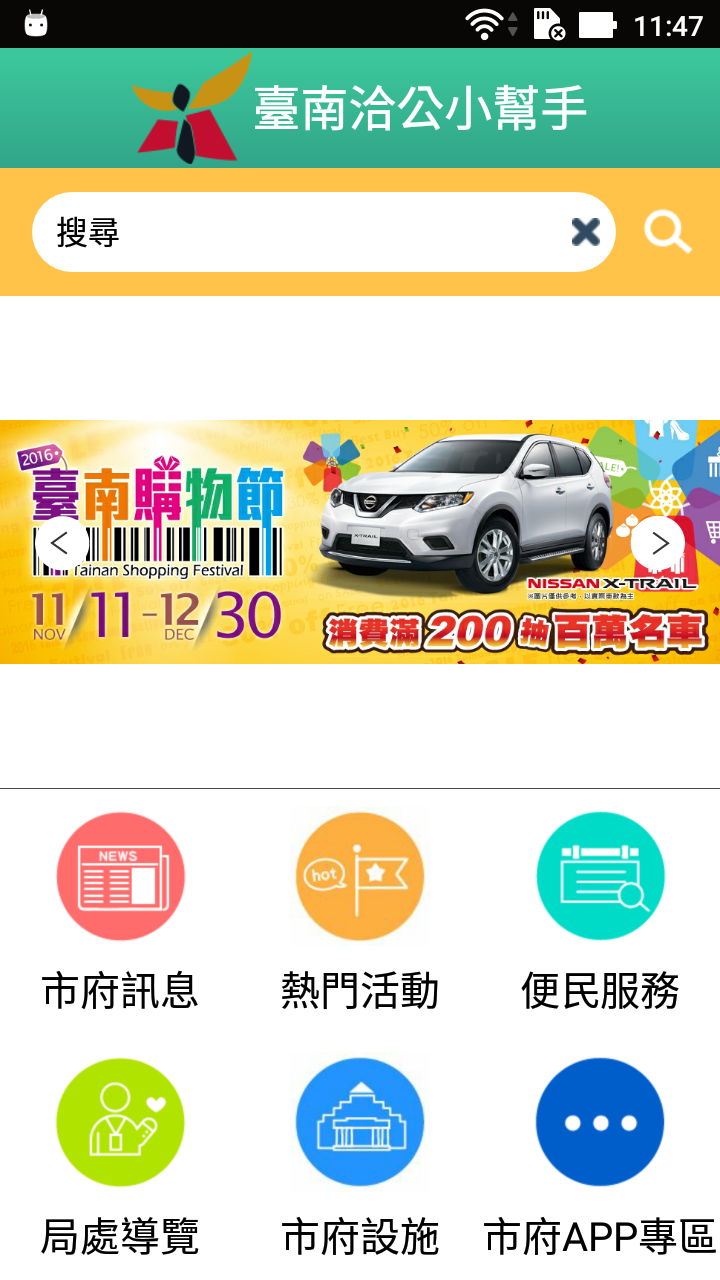 11:47
臺南洽公小幫手
搜尋
2016
臺南購物節
Tainan Shopping Festival
11/11-12/30
NOV DEC
SALE!
X-TRAIL
NISSAN X-TRAIL
※圖片僅供參考，以實際車款為主
消費滿200抽百萬名車
NEWS
hot
市府訊息
熱門活動
便民服務
局處導覽
市府設施
市府APP專區